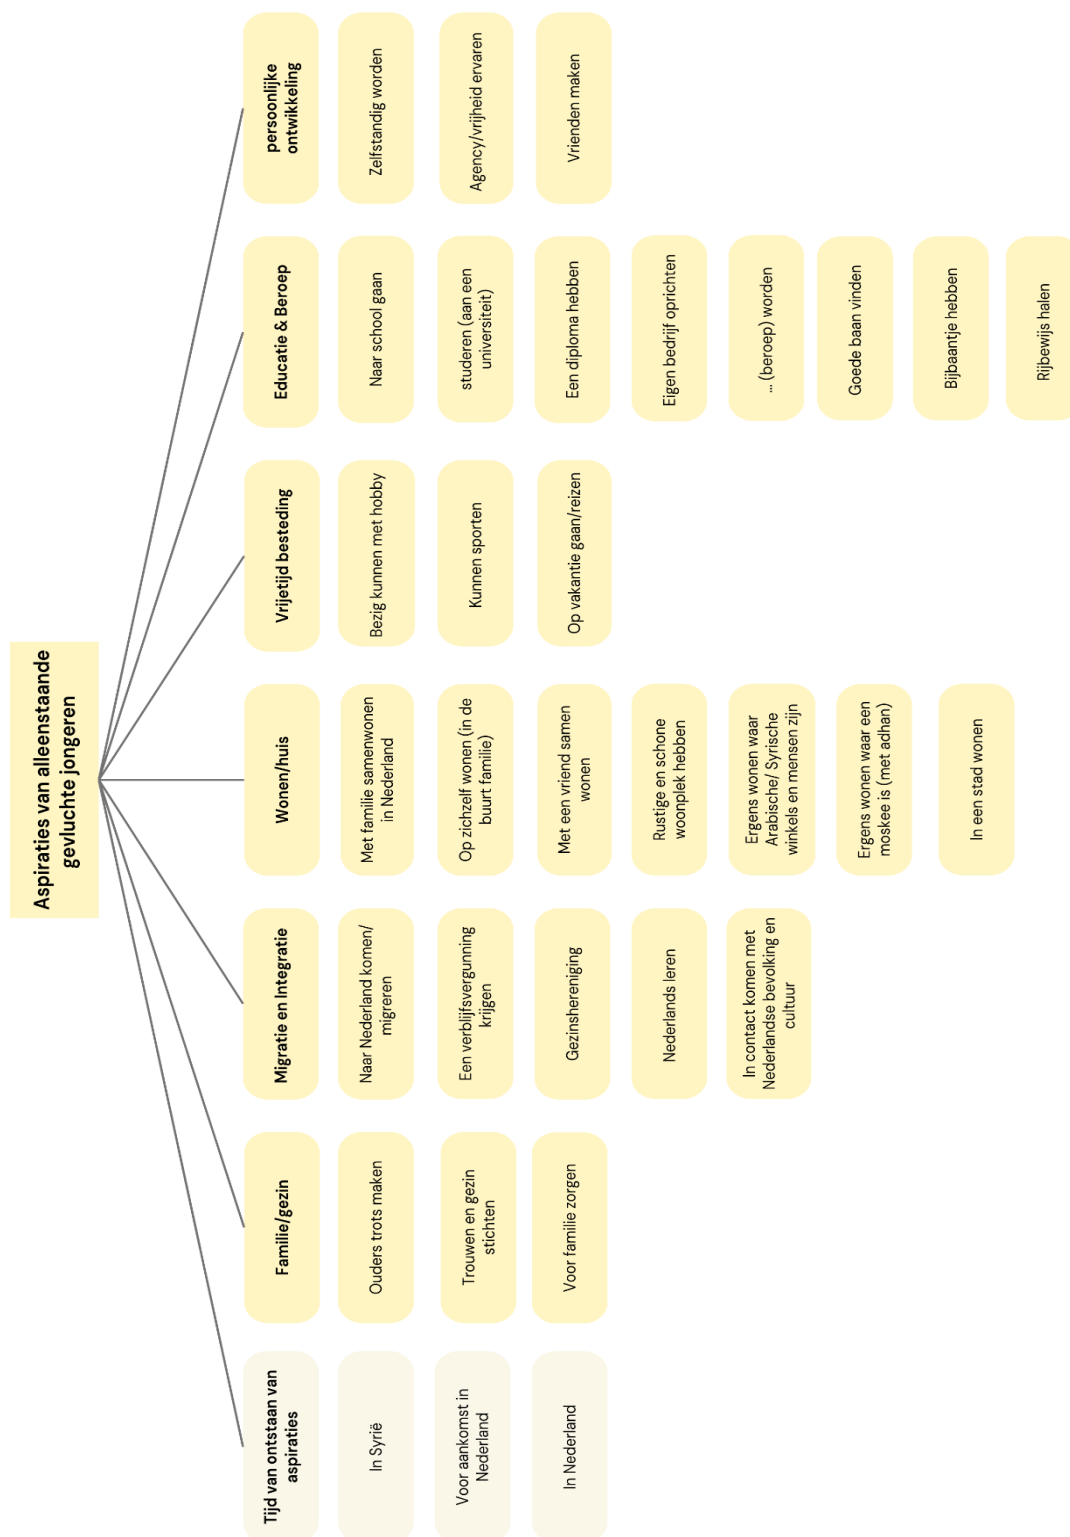 Aspiraties van alleenstaande
gevluchte jongeren
Tijd van ontstaan van
aspiraties
In Syrië
Voor aankomst in
Nederland
In Nederland
Familie/gezin
Ouders trots maken
Trouwen en gezin
stichten
Voor familie zorgen
Migratie en Integratie
Naar Nederland komen/
migreren
Een verblijfsvergunning
krijgen
Gezinshereniging
Nederlands leren
In contact komen met
Nederlandse bevolking en
cultuur
Wonen/huis
Met familie samenwonen
in Nederland
Op zichzelf wonen (in de
buurt familie)
Met een vriend samen
wonen
Rustige en schone
woonplek hebben
Ergens wonen waar
Arabische/ Syrische
winkels en mensen zijn
Ergens wonen waar een
moskee is (met adhan)
In een stad wonen
Vrijetijd besteding
Bezig kunnen met hobby
Kunnen sporten
Op vakantie gaan/reizen
Educatie & Beroep
Naar school gaan
studeren (aan een
universiteit)
Een diploma hebben
Eigen bedrijf oprichten
... (beroep) worden
Goede baan vinden
Bijbaantje hebben
Rijbewijs halen
persoonlijke
ontwikkeling
Zelfstandig worden
Agency/vrijheid ervaren
Vrienden maken